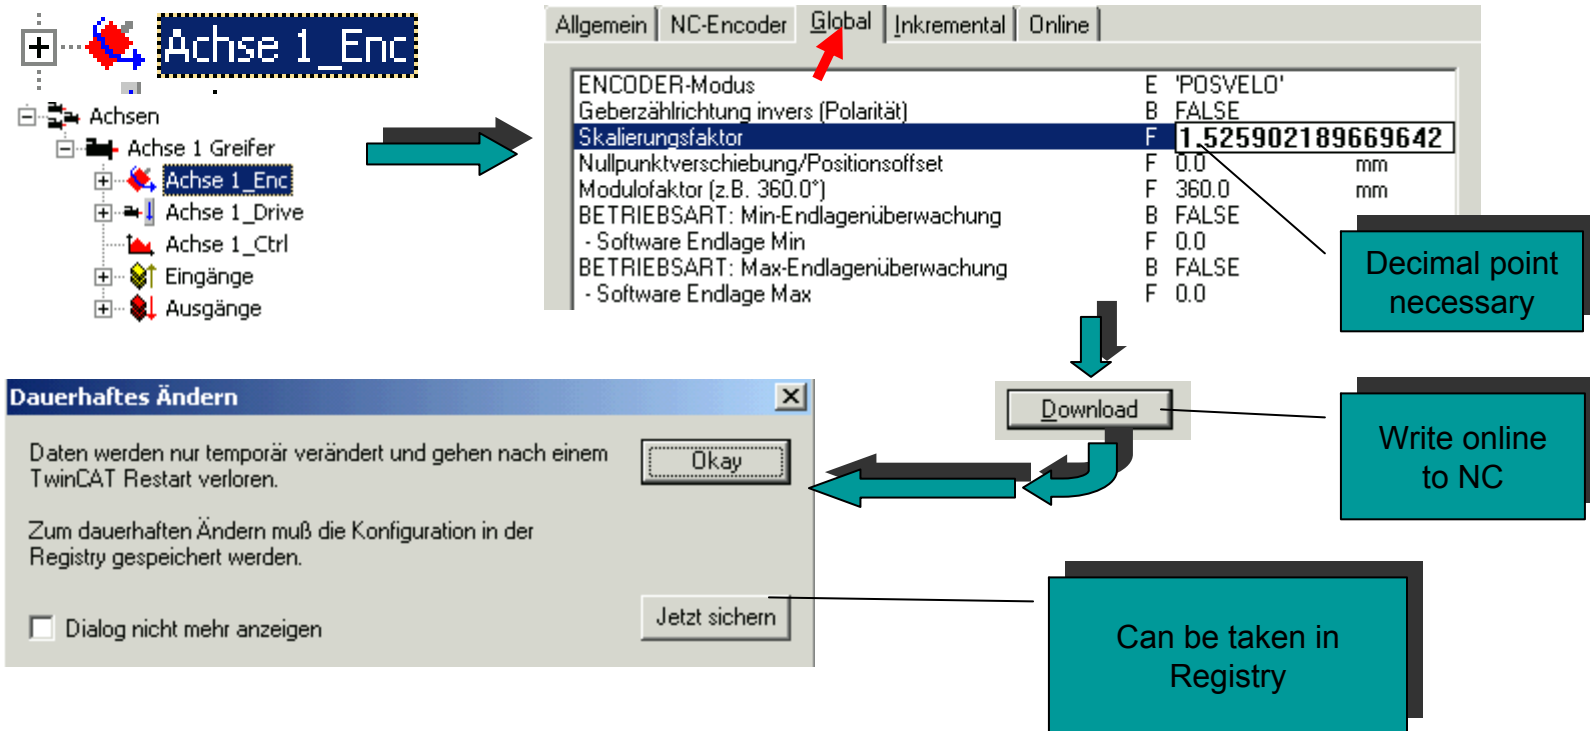 Achse 1_Enc
Achsen
Achse 1 Greifer
Achse 1_Enc
Achse 1_Drive
Achse 1_Ctrl
Eingänge
Ausgänge
Allgemein NC-Encoder Global Inkremental Online
ENCODER-Modus E 'POSVELO'
Geberzählrichtung invers (Polarität) B FALSE
Skalierungsfaktor F 1.525902189669642
Nullpunktverschiebung/Positionsoffset F 0.0 mm
Modulofaktor (z.B. 360.0°) F 360.0 mm
BETRIEBSART: Min-Endlagenüberwachung B FALSE
- Software Endlage Min F 0.0
BETRIEBSART: Max-Endlagenüberwachung B FALSE
- Software Endlage Max F 0.0
Decimal point
necessary
Download
Write online
to NC
Dauerhaftes Ändern
Daten werden nur temporär verändert und gehen nach einem
TwinCAT Restart verloren.
Okay
Zum dauerhaften Ändern muß die Konfiguration in der
Registry gespeichert werden.
Dialog nicht mehr anzeigen
Jetzt sichern
Can be taken in
Registry